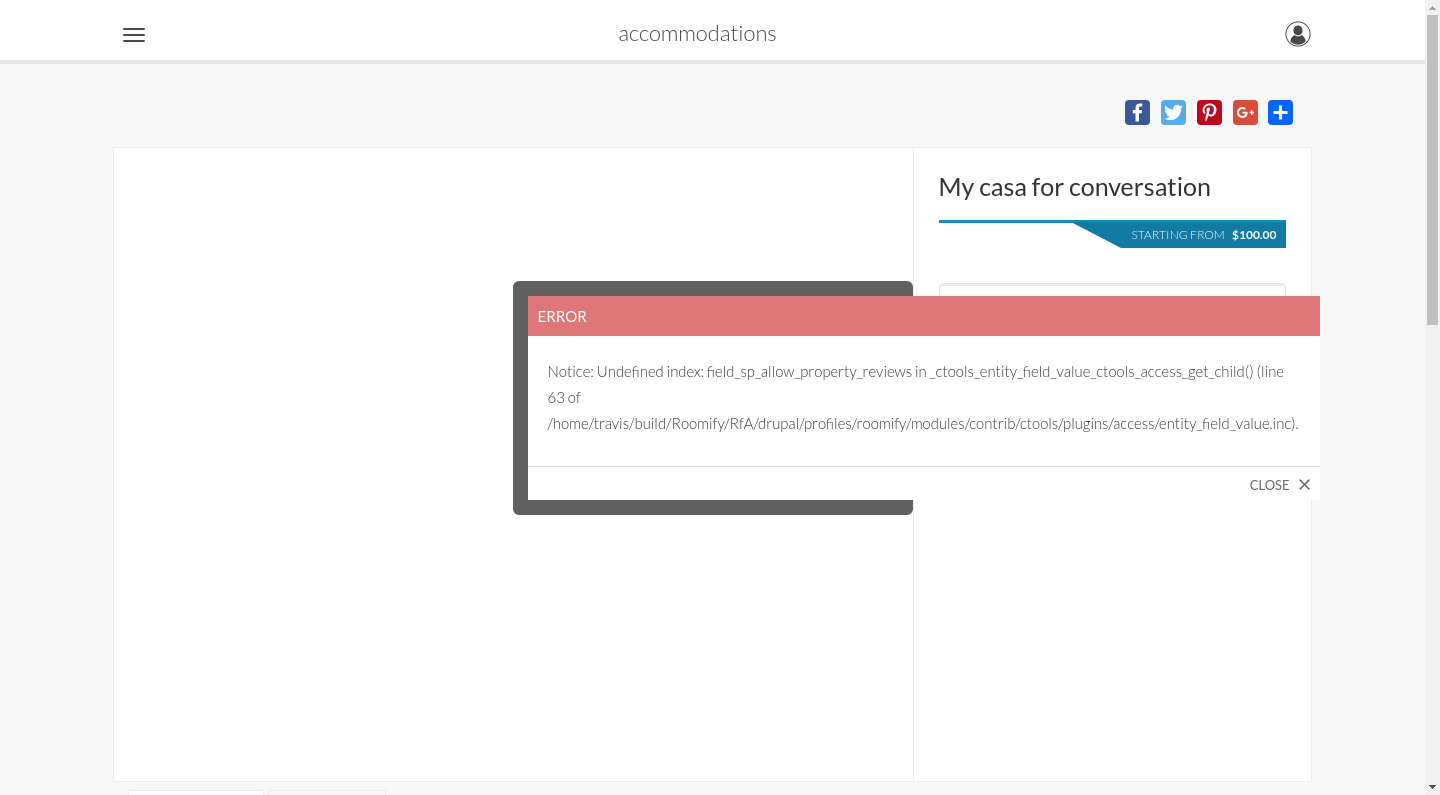 accommodations
My casa for conversation
STARTING FROM $100.00
ERROR
Notice: Undefined index: field_sp_allow_property_reviews in _ctools_entity_field_value_ctools_access_get_child() (line
63 of
/home/travis/build/Roomify/RfA/drupal/profiles/roomify/modules/contrib/ctools/plugins/access/entity_field_value.inc).
CLOSE